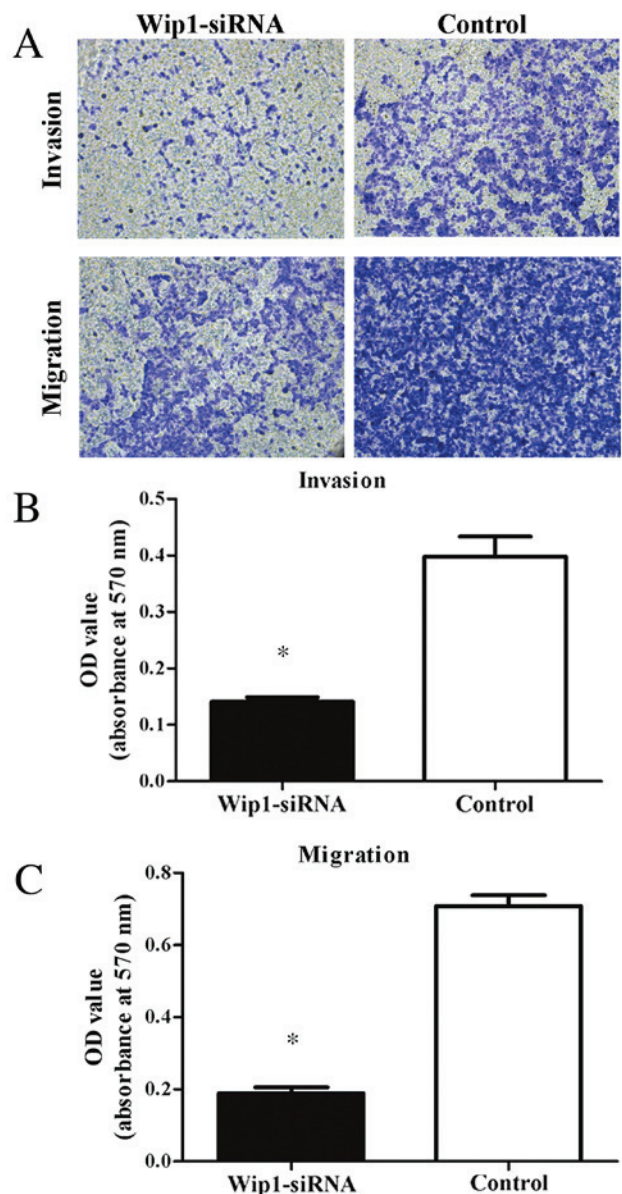 A
Wip1-siRNA Control
Invasion
Migration
B
Invasion
OD value
(absorbance at 570 nm)
0.5
0.4
0.3
0.2
0.1
0.0
*
Wip1-siRNA Control
C
Migration
OD value
(absorbance at 570 nm)
0.8
0.6
0.4
0.2
0.0
*
Wip1-siRNA Control